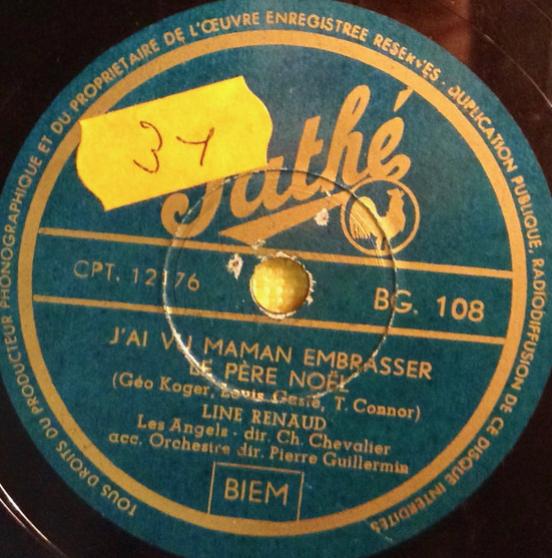 TOUS DROITS DU PRODUCTEUR PHONOGRAPHIQUE ET DU PROPRIETAIRE DE L'ŒUVRE ENREGISTREE RESERVES · DUPLICATION PUBLIQUE, RADIODIFFUSION DE CE DISQUE INTERDITES
Pathé
CPT. 12176
BG. 108
J'AI VU MAMAN EMBRASSER
LE PÈRE NOËL
(Géo Koger, Louis Gasté, T. Connor)
LINE RENAUD
Les Angels - dir. Ch. Chevalier
acc. Orchestre dir. Pierre Guillermin
BIEM